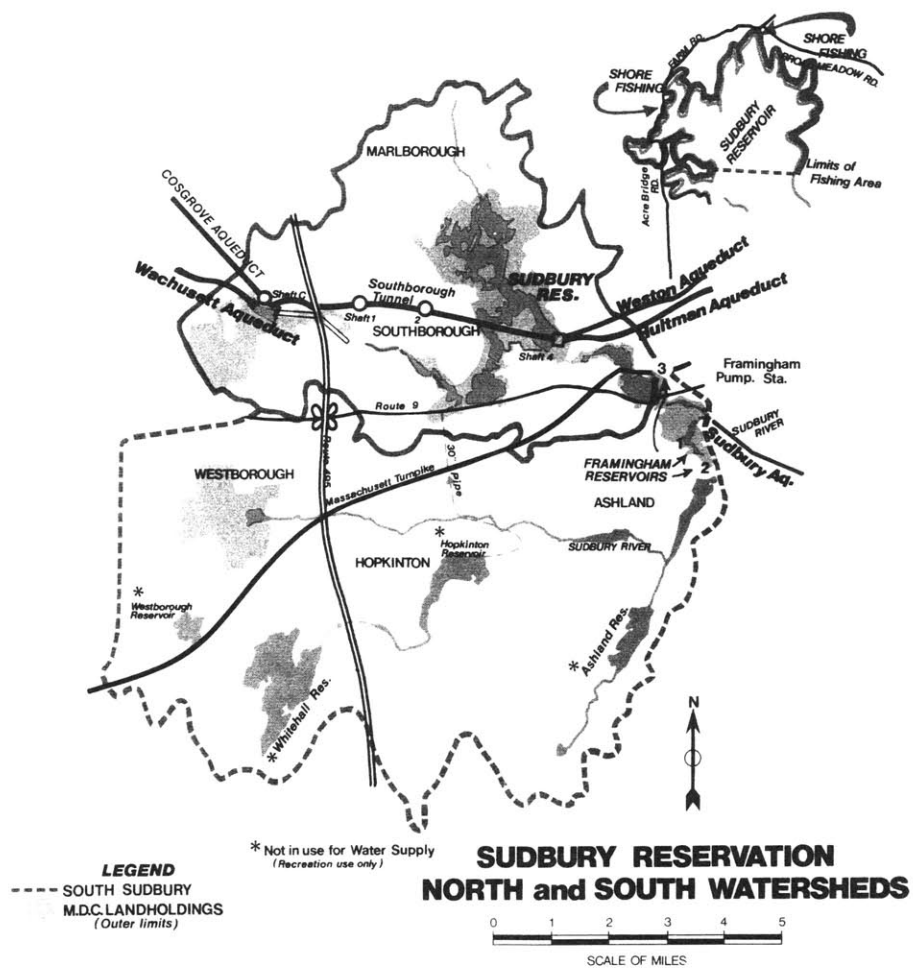 SHORE
FISHING
FARM RD.
SHORE
FISHING
MEADOW RD.
SUDBURY
RESERVOIR
Limits of
Fishing Area
Acre Bridge
RD.
MARLBOROUGH
COSGROVE AQUEDUCT
Wachusett Aqueduct
Shaft C
Southborough
Tunnel
Shaft 1
2
SOUTHBOROUGH
SUDBURY
RES.
Shaft 4
Weston Aqueduct
Hultman Aqueduct
3
Framingham
Pump. Sta.
Route 9
1
SUDBURY
RIVER
Sudbury Aq.
FRAMINGHAM
RESERVOIRS
2
ASHLAND
WESTBOROUGH
Route 495
Massachusett Turnpike
30" Pipe
*
Hopkinton
Reservoir
HOPKINTON
SUDBURY RIVER
*
Westborough
Reservoir
* Ashland Res.
* Whitehall Res.
N
* Not in use for Water Supply
(Recreation use only)
LEGEND
SOUTH SUDBURY
M.D.C. LANDHOLDINGS
(Outer limits)
SUDBURY RESERVATION
NORTH and SOUTH WATERSHEDS
0 1 2 3 4 5
SCALE OF MILES